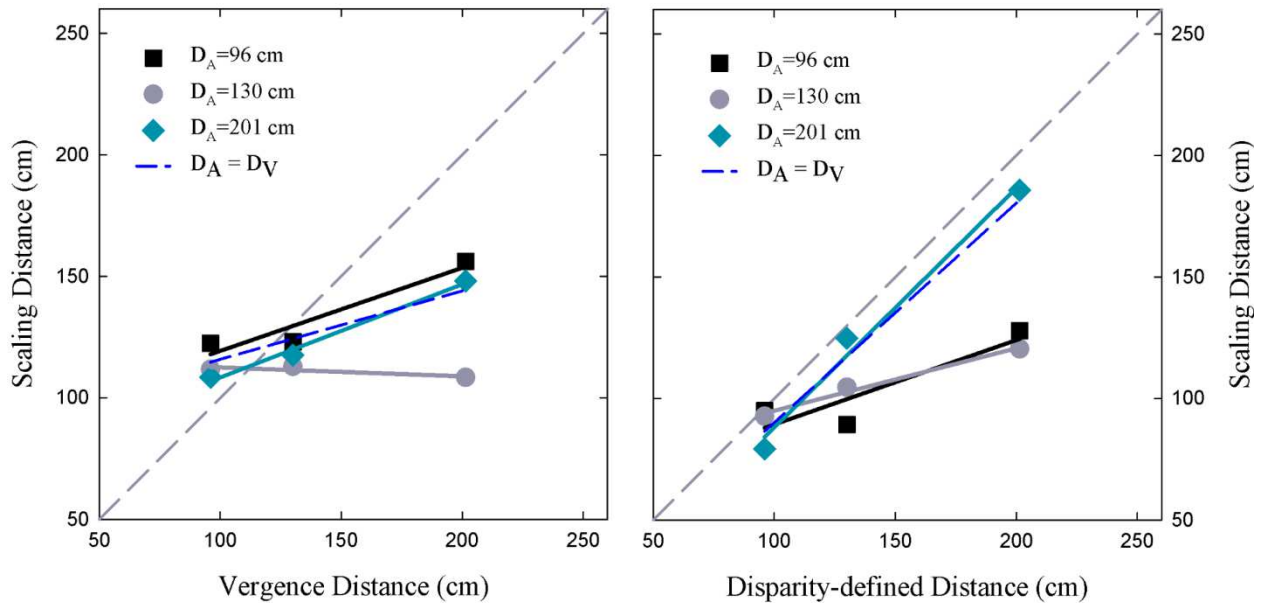 250
200
150
100
50
Scaling Distance (cm)
D_A=96 cm
D_A=130 cm
D_A=201 cm
D_A = D_V
50
100
150
200
250
Vergence Distance (cm)
D_A=96 cm
D_A=130 cm
D_A=201 cm
D_A = D_V
50
100
150
200
250
Disparity-defined Distance (cm)
250
200
150
100
50
Scaling Distance (cm)